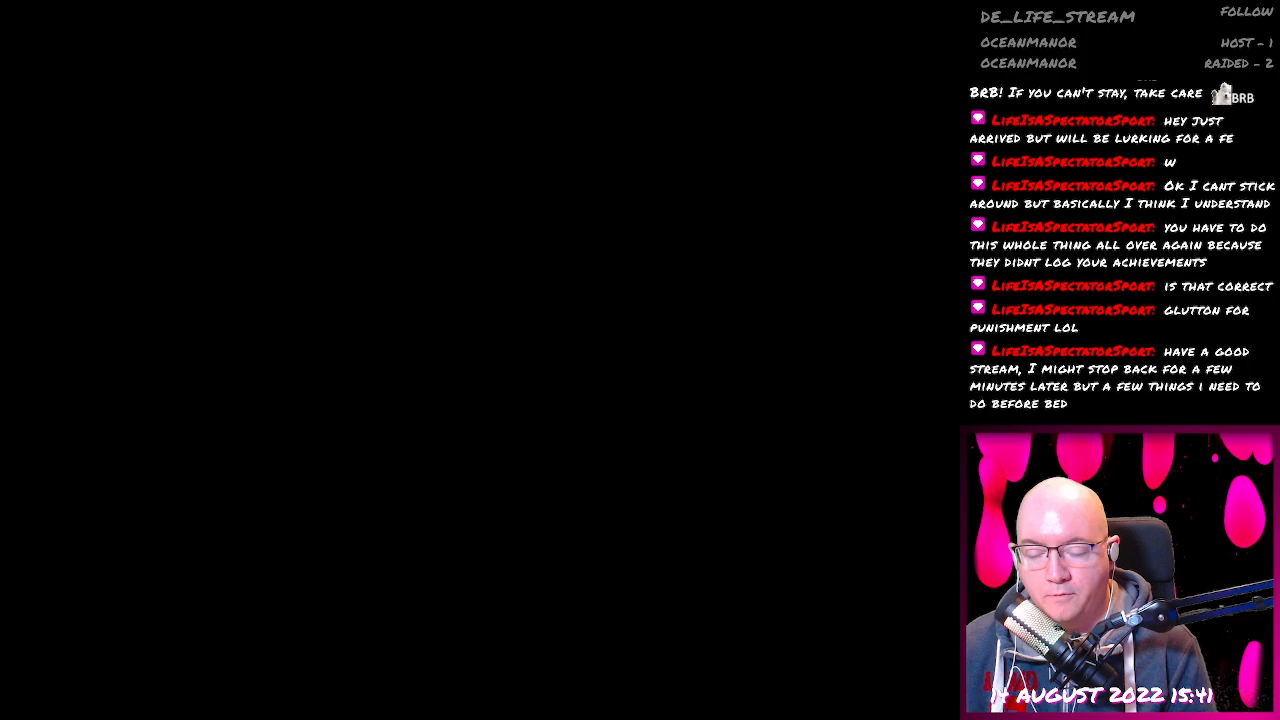 DE_LIFE_STREAM FOLLOW
OCEANMANOR HOST - 1
OCEANMANOR RAIDED - 2
BRB! IF YOU CAN'T STAY, TAKE CARE BRB
LIFEISASPECTATORSPORT: HEY JUST
ARRIVED BUT WILL BE LURKING FOR A FE
LIFEISASPECTATORSPORT: W
LIFEISASPECTATORSPORT: OK I CANT STICK
AROUND BUT BASICALLY I THINK I UNDERSTAND
LIFEISASPECTATORSPORT: YOU HAVE TO DO
THIS WHOLE THING ALL OVER AGAIN BECAUSE
THEY DIDNT LOG YOUR ACHIEVEMENTS
LIFEISASPECTATORSPORT: IS THAT CORRECT
LIFEISASPECTATORSPORT: GLUTTON FOR
PUNISHMENT LOL
LIFEISASPECTATORSPORT: HAVE A GOOD
STREAM, I MIGHT STOP BACK FOR A FEW
MINUTES LATER BUT A FEW THINGS I NEED TO
DO BEFORE BED
14 AUGUST 2022 15:41